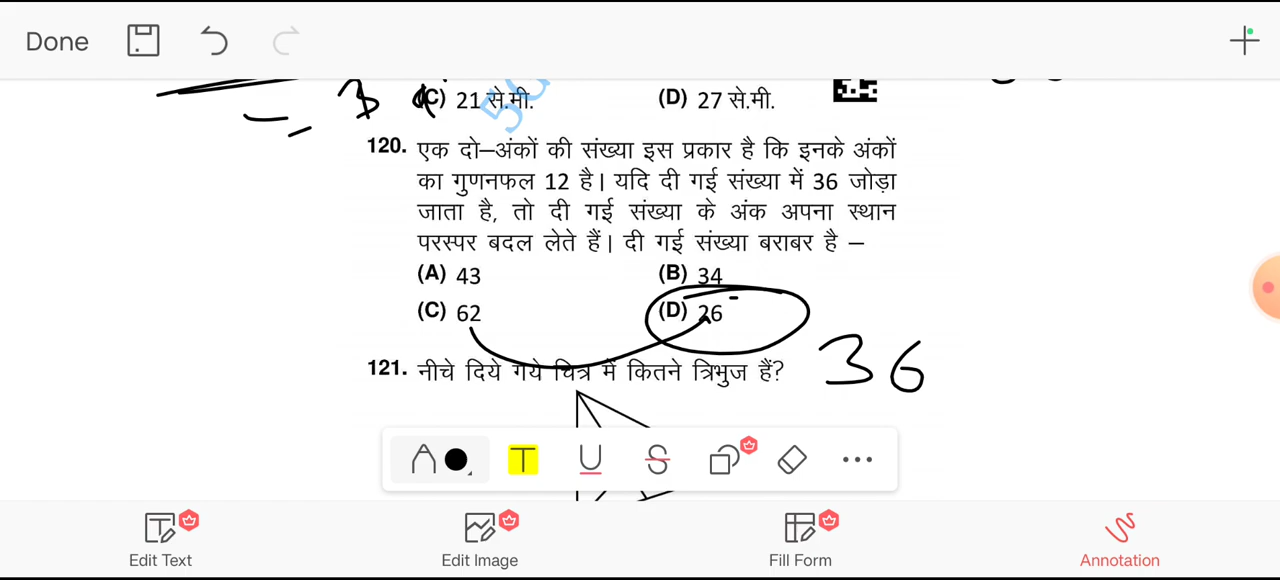 Done
(C) 21 से.मी. (D) 27 से.मी.
120. एक दो–अंकों की संख्या इस प्रकार है कि इनके अंकों
का गुणनफल 12 है। यदि दी गई संख्या में 36 जोड़ा
जाता है, तो दी गई संख्या के अंक अपना स्थान
परस्पर बदल लेते हैं। दी गई संख्या बराबर है –
(A) 43 (B) 34
(C) 62 (D) 26
121. नीचे दिये गये चित्र में कितने त्रिभुज हैं?
36
T U S
Edit Text Edit Image Fill Form Annotation